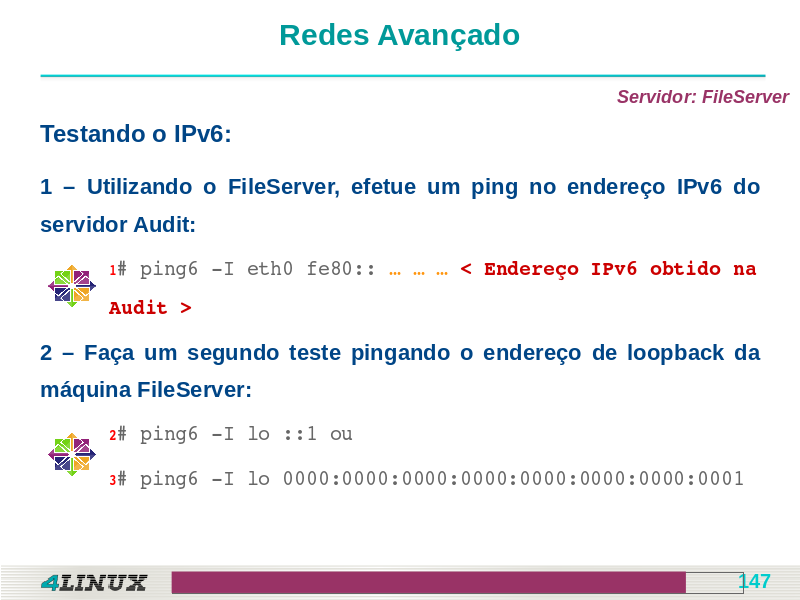 Redes Avançado
Servidor: FileServer
Testando o IPv6:
1 – Utilizando o FileServer, efetue um ping no endereço IPv6 do
servidor Audit:
1# ping6 -I eth0 fe80:: … … … < Endereço IPv6 obtido na
Audit >
2 – Faça um segundo teste pingando o endereço de loopback da
máquina FileServer:
2# ping6 -I lo ::1 ou
3# ping6 -I lo 0000:0000:0000:0000:0000:0000:0000:0001
4LINUX
147